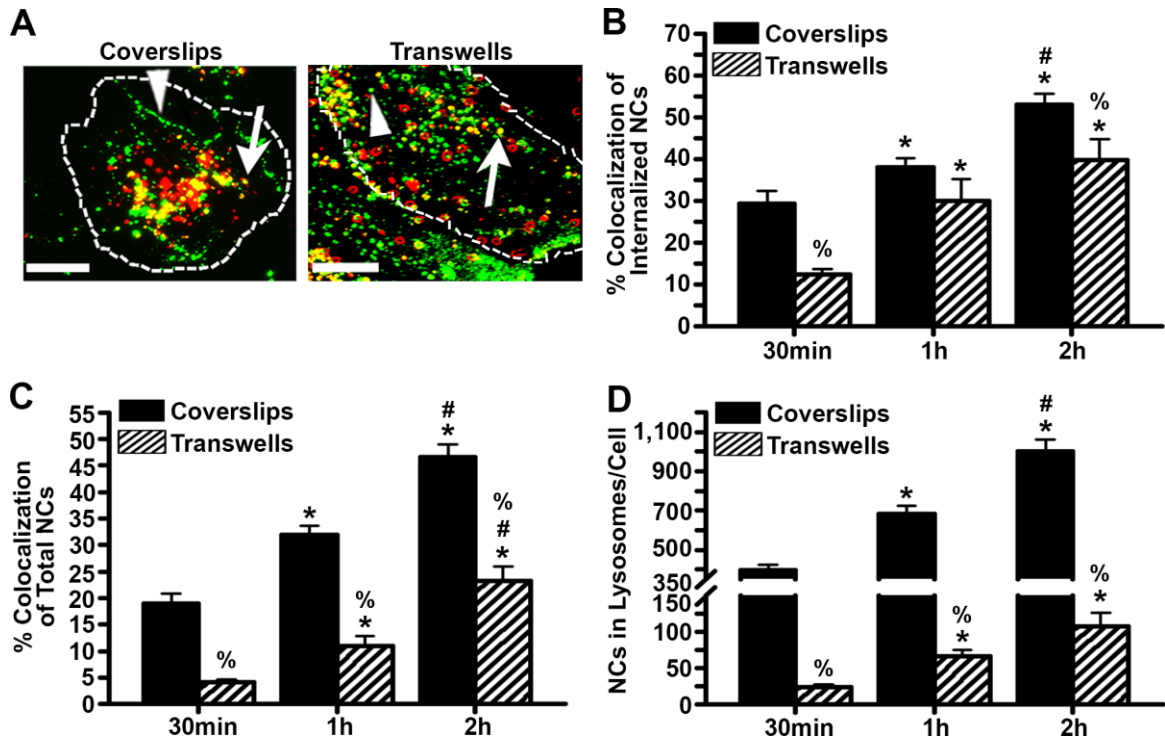 A
Coverslips
Transwells
B
% Colocalization of
Internalized NCs
70
60
50
40
30
20
10
0
Coverslips
Transwells
%
*
*
#
*
%
*
30min
1h
2h
C
% Colocalization
of Total NCs
55
50
45
40
35
30
25
20
15
10
5
0
Coverslips
Transwells
%
*
%
*
#
*
%
#
*
30min
1h
2h
D
NCs in Lysosomes/Cell
1,100
900
700
500
350
150
100
50
0
Coverslips
Transwells
%
*
%
*
#
*
%
*
30min
1h
2h